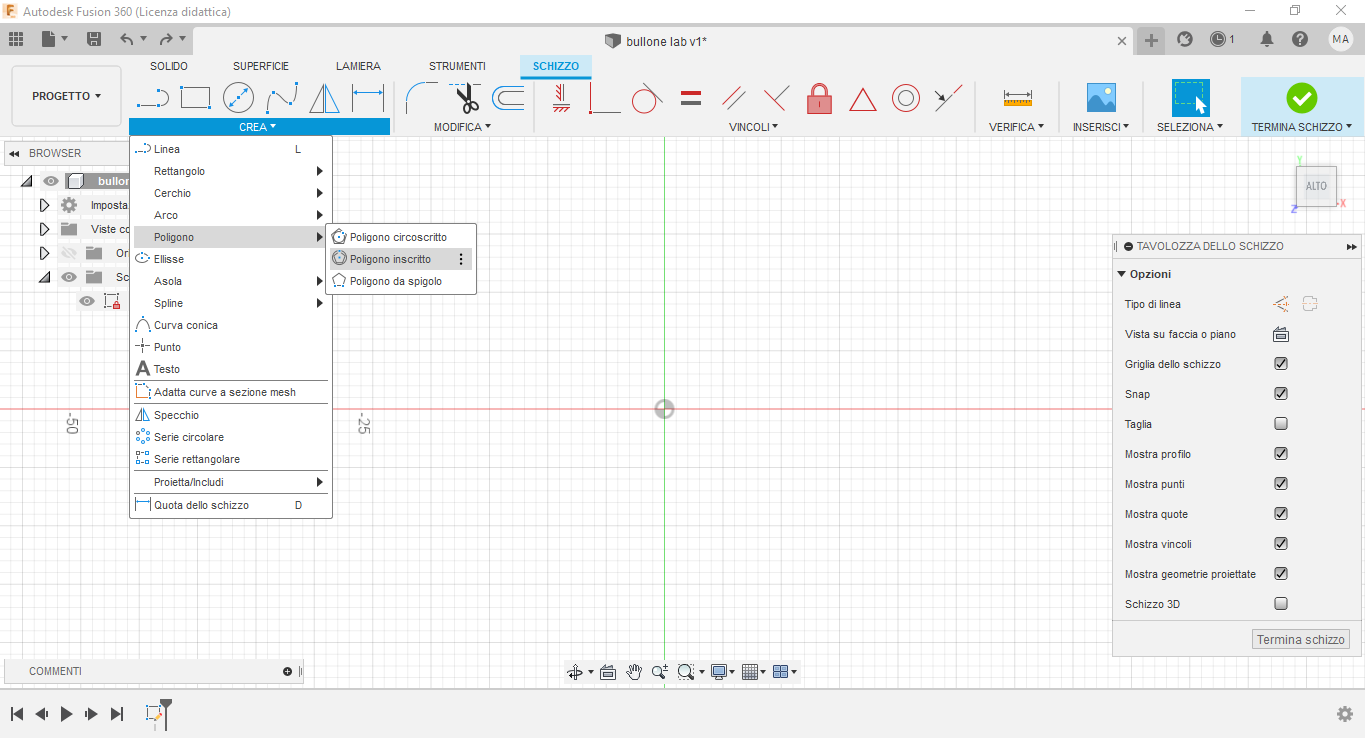 Autodesk Fusion 360 (Licenza didattica)
bullone lab v1*
1
MA
SOLIDO SUPERFICIE LAMIERA STRUMENTI SCHIZZO
PROGETTO
CREA MODIFICA VINCOLI VERIFICA INSERISCI SELEZIONA TERMINA SCHIZZO
BROWSER
bullon
Imposta
Viste co
Or
Sc
Linea L
Rettangolo
Cerchio
Arco
Poligono
Ellisse
Asola
Spline
Curva conica
Punto
Testo
Adatta curve a sezione mesh
Specchio
Serie circolare
Serie rettangolare
Proietta/Includi
Quota dello schizzo D
Poligono circoscritto
Poligono inscritto
Poligono da spigolo
-50
-25
Y
ALTO
X
Z
TAVOLOZZA DELLO SCHIZZO
Opzioni
Tipo di linea
Vista su faccia o piano
Griglia dello schizzo
Snap
Taglia
Mostra profilo
Mostra punti
Mostra quote
Mostra vincoli
Mostra geometrie proiettate
Schizzo 3D
Termina schizzo
COMMENTI